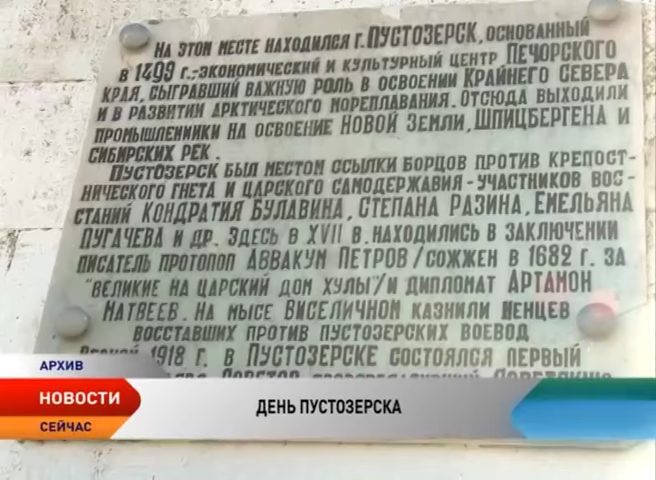 НА ЭТОМ МЕСТЕ НАХОДИЛСЯ Г. ПУСТОЗЕРСК, ОСНОВАННЫЙ
В 1499 Г.,-ЭКОНОМИЧЕСКИЙ И КУЛЬТУРНЫЙ ЦЕНТР ПЕЧОРСКОГО
КРАЯ, СЫГРАВШИЙ ВАЖНУЮ РОЛЬ В ОСВОЕНИИ КРАЙНЕГО СЕВЕРА
И В РАЗВИТИИ АРКТИЧЕСКОГО МОРЕПЛАВАНИЯ. ОТСЮДА ВЫХОДИЛИ
ПРОМЫШЛЕННИКИ НА ОСВОЕНИЕ НОВОЙ ЗЕМЛИ, ШПИЦБЕРГЕНА И
СИБИРСКИХ РЕК.
ПУСТОЗЕРСК БЫЛ МЕСТОМ ССЫЛКИ БОРЦОВ ПРОТИВ КРЕПОСТ-
НИЧЕСКОГО ГНЕТА И ЦАРСКОГО САМОДЕРЖАВИЯ - УЧАСТНИКОВ ВОС-
СТАНИЙ КОНДРАТИЯ БУЛАВИНА, СТЕПАНА РАЗИНА, ЕМЕЛЬЯНА
ПУГАЧЕВА И ДР. ЗДЕСЬ В XVII В. НАХОДИЛИСЬ В ЗАКЛЮЧЕНИИ
ПИСАТЕЛЬ ПРОТОПОП АВВАКУМ ПЕТРОВ /СОЖЖЕН В 1682 Г. ЗА
"ВЕЛИКИЕ НА ЦАРСКИЙ ДОМ ХУЛЫ"/ И ДИПЛОМАТ АРТАМОН
МАТВЕЕВ. НА МЫСЕ ВИСЕЛИЧНОМ КАЗНИЛИ НЕНЦЕВ
ВОССТАВШИХ ПРОТИВ ПУСТОЗЕРСКИХ ВОЕВОД
1918 Г. В ПУСТОЗЕРСКЕ СОСТОЯЛСЯ ПЕРВЫЙ
АРХИВ
НОВОСТИ
СЕЙЧАС
ДЕНЬ ПУСТОЗЕРСКА